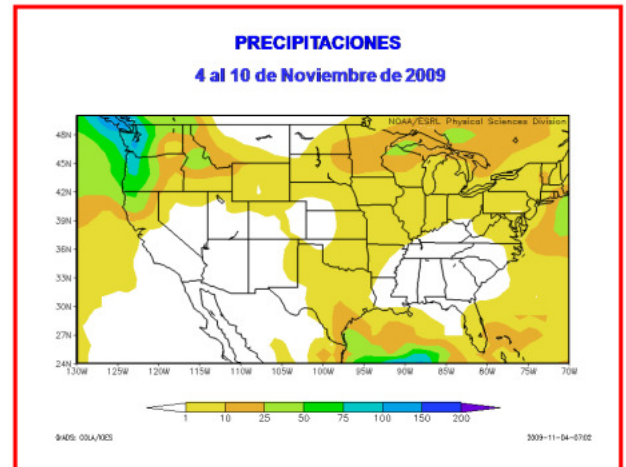 PRECIPITACIONES
4 al 10 de Noviembre de 2009
NOAA/ESRL Physical Sciences Division
48N
45N
42N
39N
36N
33N
30N
27N
24N
130W 125W 120W 115W 110W 105W 100W 95W 90W 85W 80W 75W 70W
1 10 25 50 75 100 150 200
GrADS: COLA/IGES 2009-11-04-07:02